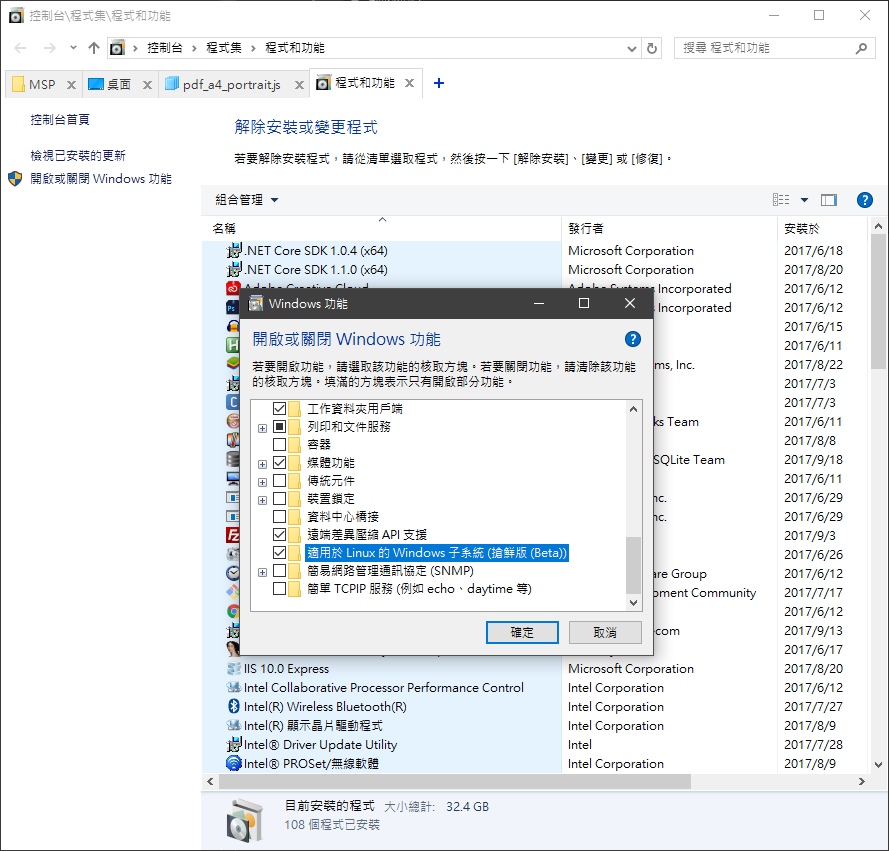 控制台\程式集\程式和功能
控制台 程式集 程式和功能
搜尋 程式和功能
MSP 桌面 pdf_a4_portrait.js 程式和功能
控制台首頁
檢視已安裝的更新
開啟或關閉 Windows 功能
解除安裝或變更程式
若要解除安裝程式，請從清單選取程式，然後按一下 [解除安裝]、[變更] 或 [修復]。
組合管理
名稱 發行者 安裝於
.NET Core SDK 1.0.4 (x64) Microsoft Corporation 2017/6/18
.NET Core SDK 1.1.0 (x64) Microsoft Corporation 2017/8/20
Adobe Creative Cloud Adobe Systems Incorporated 2017/6/12
Incorporated 2017/6/12
2017/6/15
2017/6/11
ms, Inc. 2017/8/22
2017/7/3
2017/7/3
ks Team 2017/6/11
2017/8/8
SQLite Team 2017/9/18
2017/6/11
nc. 2017/6/29
nc. 2017/6/29
2017/9/3
2017/6/26
are Group 2017/6/12
opment Community 2017/7/27
2017/6/12
ecom 2017/9/13
2017/6/17
IIS 10.0 Express Microsoft Corporation 2017/8/20
Intel Collaborative Processor Performance Control Intel Corporation 2017/6/12
Intel(R) Wireless Bluetooth(R) Intel Corporation 2017/7/27
Intel(R) 顯示晶片驅動程式 Intel Corporation 2017/8/9
Intel® Driver Update Utility Intel 2017/7/28
Intel® PROSet/無線軟體 Intel Corporation 2017/8/9
Windows 功能
開啟或關閉 Windows 功能
若要開啟功能，請選取該功能的核取方塊。若要關閉功能，請清除該功能
的核取方塊。填滿的方塊表示只有開啟部分功能。
工作資料夾用戶端
列印和文件服務
容器
媒體功能
傳統元件
裝置鎖定
資料中心橋接
遠端差異壓縮 API 支援
適用於 Linux 的 Windows 子系統 (搶鮮版 (Beta))
簡易網路管理通訊協定 (SNMP)
簡單 TCPIP 服務 (例如 echo、daytime 等)
確定 取消
目前安裝的程式 大小總計: 32.4 GB
108 個程式已安裝